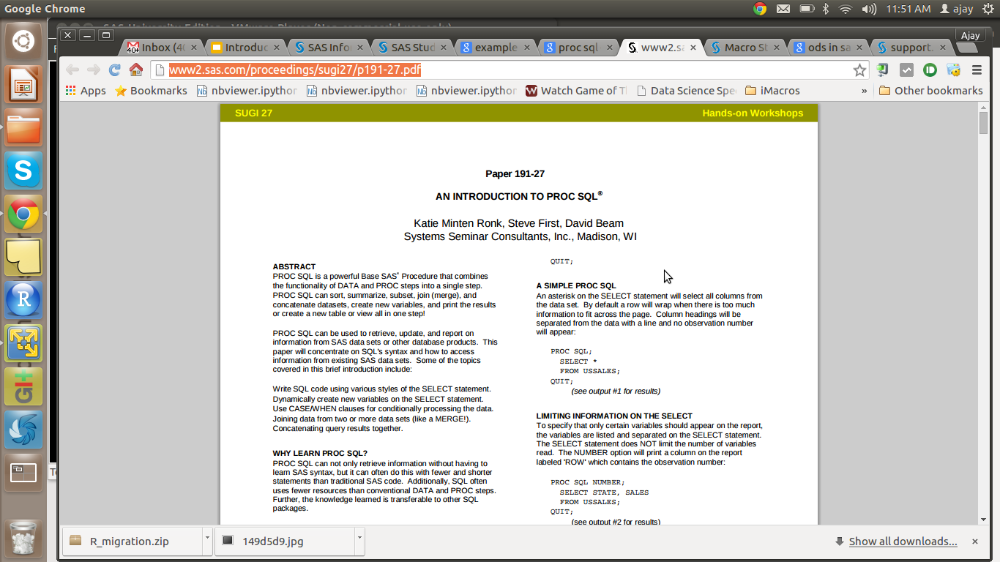 Google Chrome
11:51 AM
ajay
Ajay
Inbox (40
Introduc
SAS Info
SAS Stud
example
proc sql
www2.sa
Macro St
ods in sa
support.
www2.sas.com/proceedings/sugi27/p191-27.pdf
Apps
Bookmarks
nbviewer.ipython
nbviewer.ipython
nbviewer.ipython
Watch Game of T
Data Science Spe
iMacros
»
Other bookmarks
SUGI 27
Hands-on Workshops
Paper 191-27
AN INTRODUCTION TO PROC SQL®
Katie Minten Ronk, Steve First, David Beam
Systems Seminar Consultants, Inc., Madison, WI
ABSTRACT
PROC SQL is a powerful Base SAS® Procedure that combines
the functionality of DATA and PROC steps into a single step.
PROC SQL can sort, summarize, subset, join (merge), and
concatenate datasets, create new variables, and print the results
or create a new table or view all in one step!
PROC SQL can be used to retrieve, update, and report on
information from SAS data sets or other database products. This
paper will concentrate on SQL's syntax and how to access
information from existing SAS data sets. Some of the topics
covered in this brief introduction include:
Write SQL code using various styles of the SELECT statement.
Dynamically create new variables on the SELECT statement.
Use CASE/WHEN clauses for conditionally processing the data.
Joining data from two or more data sets (like a MERGE!).
Concatenating query results together.
WHY LEARN PROC SQL?
PROC SQL can not only retrieve information without having to
learn SAS syntax, but it can often do this with fewer and shorter
statements than traditional SAS code. Additionally, SQL often
uses fewer resources than conventional DATA and PROC steps.
Further, the knowledge learned is transferable to other SQL
packages.
QUIT;
A SIMPLE PROC SQL
An asterisk on the SELECT statement will select all columns from
the data set. By default a row will wrap when there is too much
information to fit across the page. Column headings will be
separated from the data with a line and no observation number
will appear:
PROC SQL;
SELECT *
FROM USSALES;
QUIT;
(see output #1 for results)
LIMITING INFORMATION ON THE SELECT
To specify that only certain variables should appear on the report,
the variables are listed and separated on the SELECT statement.
The SELECT statement does NOT limit the number of variables
read. The NUMBER option will print a column on the report
labeled 'ROW' which contains the observation number:
PROC SQL NUMBER;
SELECT STATE, SALES
FROM USSALES;
QUIT;
(see output #2 for results)
R_migration.zip
149d5d9.jpg
Show all downloads...